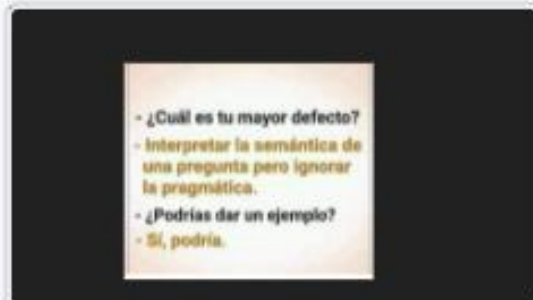 - ¿Cuál es tu mayor defecto?
- Interpretar la semántica de
una pregunta pero ignorar
la pragmática.
- ¿Podrías dar un ejemplo?
- Sí, podría.